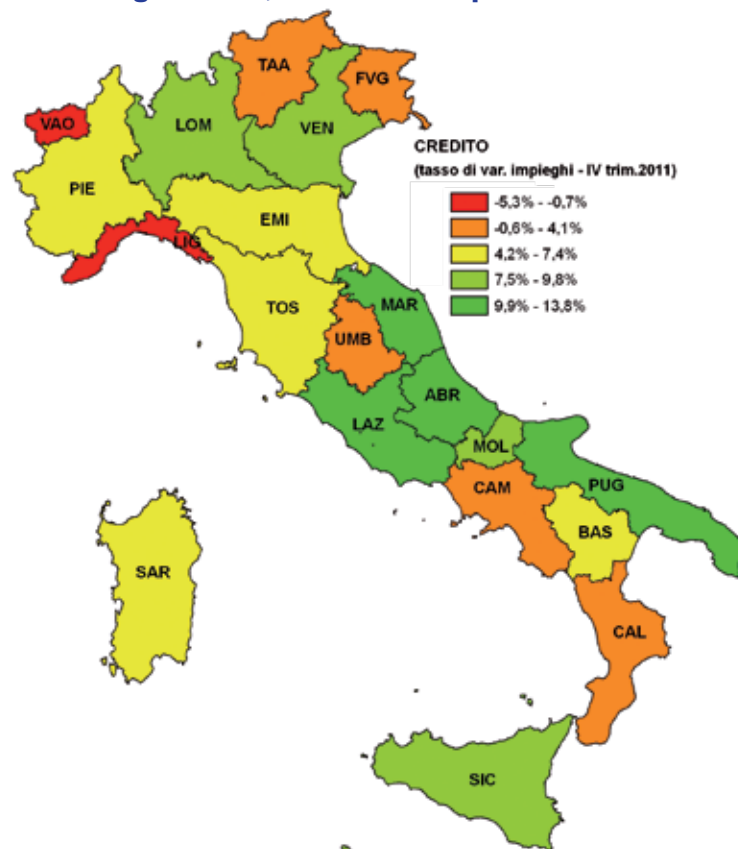 TAA
FVG
VAO
LOM
VEN
CREDITO
(tasso di var. impieghi - IV trim.2011)
PIE
-5,3% - -0,7%
-0,6% - 4,1%
4,2% - 7,4%
7,5% - 9,8%
9,9% - 13,8%
EMI
LIG
TOS
MAR
UMB
ABR
LAZ
MOL
CAM
PUG
BAS
SAR
CAL
SIC